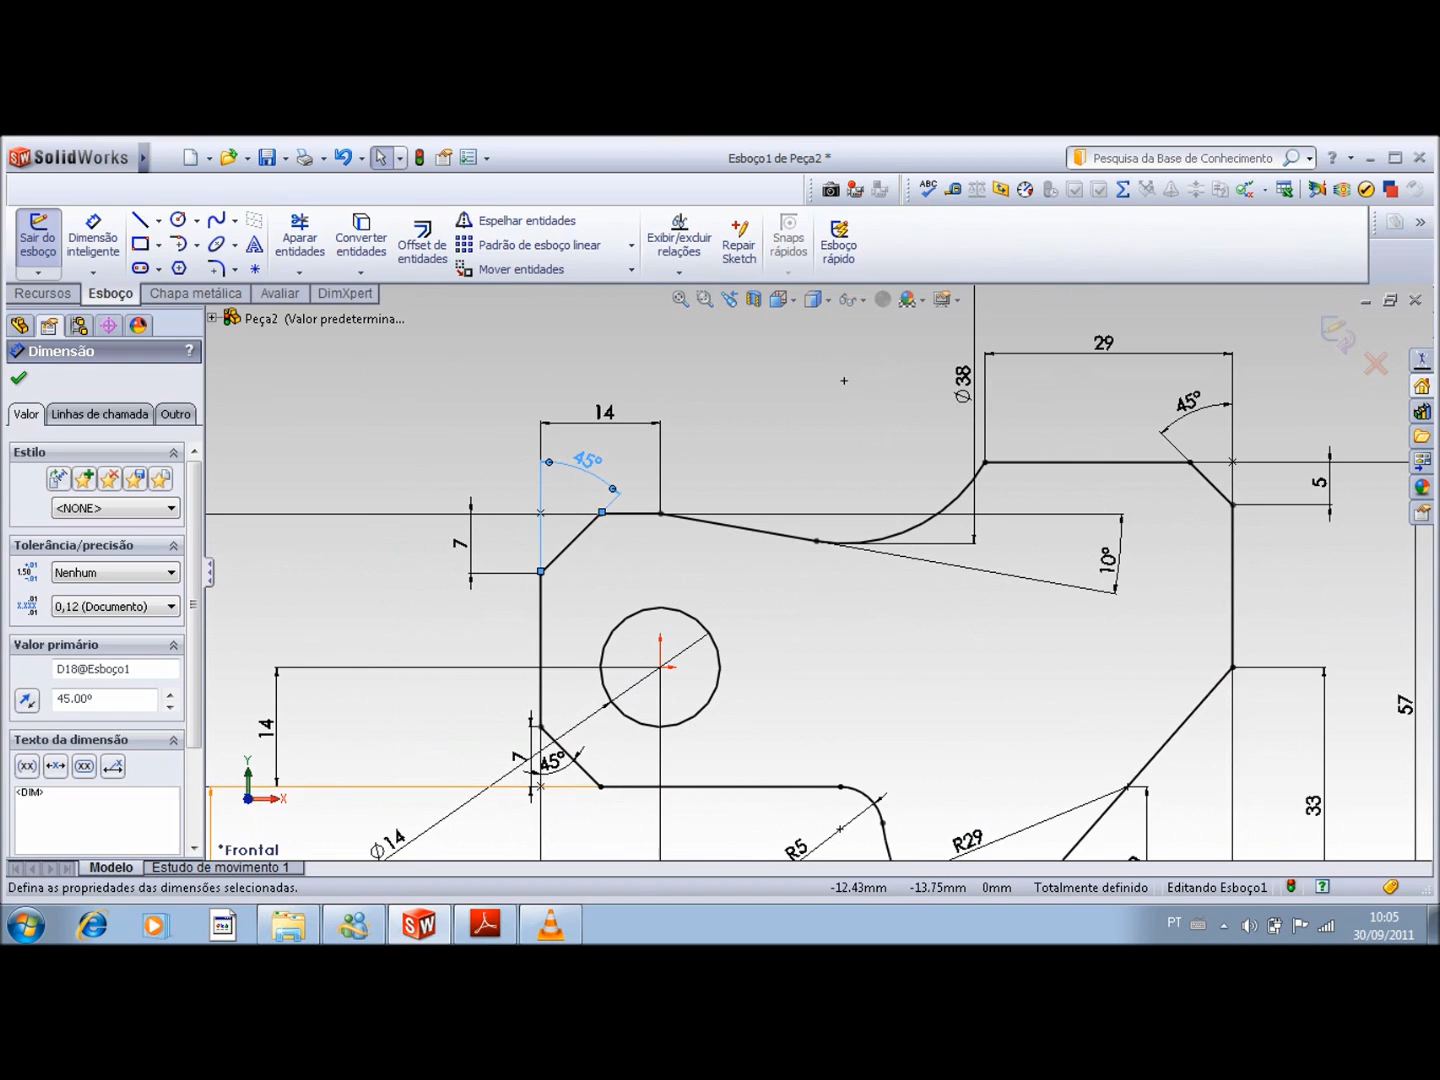 SolidWorks
Esboço1 de Peça2 *
Pesquisa da Base de Conhecimento
Sair do esboço
Dimensão inteligente
Aparar entidades
Converter entidades
Offset de entidades
Espelhar entidades
Padrão de esboço linear
Mover entidades
Exibir/excluir relações
Repair Sketch
Snaps rápidos
Esboço rápido
Recursos
Esboço
Chapa metálica
Avaliar
DimXpert
Peça2 (Valor predetermina...
Dimensão
?
Valor
Linhas de chamada
Outro
Estilo
<NONE>
Tolerância/precisão
Nenhum
0,12 (Documento)
Valor primário
D18@Esboço1
45.00º
Texto da dimensão
<DIM>
29
∅38
45°
14
45°
5
7
10°
14
7
45°
57
33
∅14
R5
R29
Y
X
*Frontal
Modelo
Estudo de movimento 1
Defina as propriedades das dimensões selecionadas.
-12.43mm
-13.75mm
0mm
Totalmente definido
Editando Esboço1
PT
10:05
30/09/2011